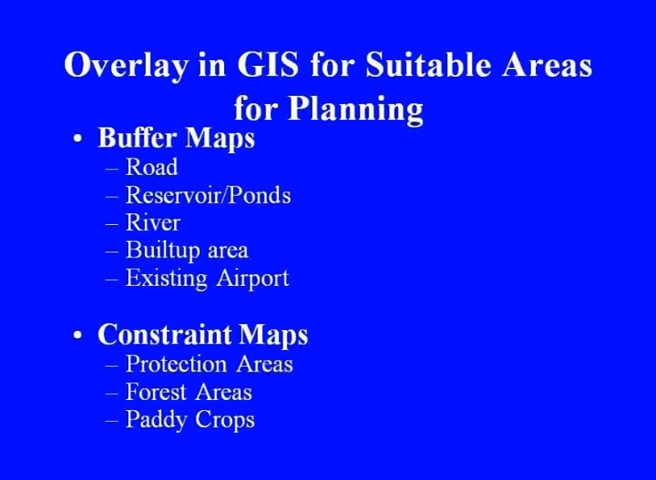 Overlay in GIS for Suitable Areas
for Planning
• Buffer Maps
– Road
– Reservoir/Ponds
– River
– Builtup area
– Existing Airport
• Constraint Maps
– Protection Areas
– Forest Areas
– Paddy Crops